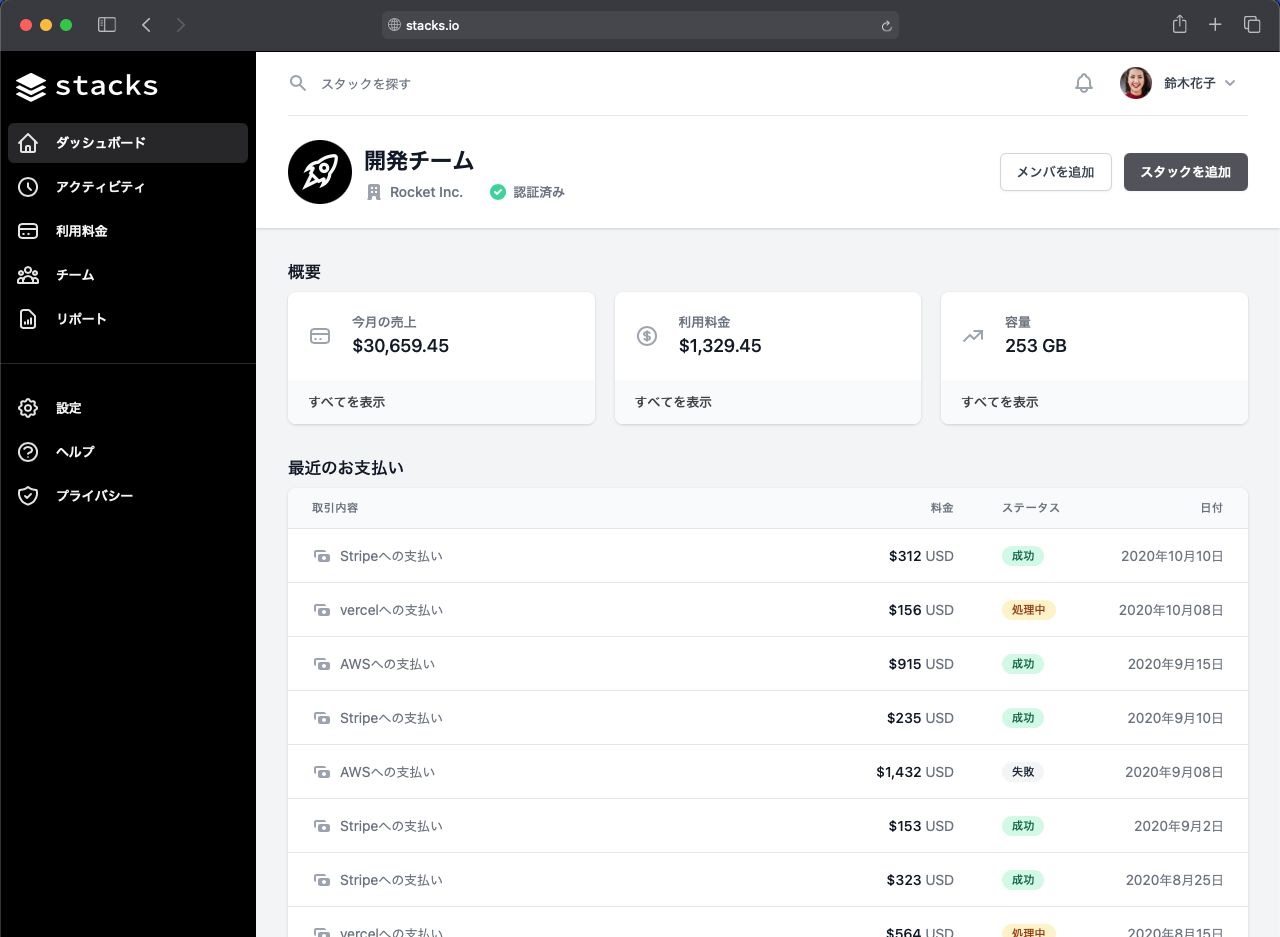 stacks.io
stacks
ダッシュボード
アクティビティ
利用料金
チーム
リポート
設定
ヘルプ
プライバシー
スタックを探す
鈴木花子
開発チーム
Rocket Inc. 認証済み
メンバを追加 スタックを追加
概要
今月の売上
$30,659.45
すべてを表示
利用料金
$1,329.45
すべてを表示
容量
253 GB
すべてを表示
最近のお支払い
取引内容 料金 ステータス 日付
Stripeへの支払い $312 USD 成功 2020年10月10日
vercelへの支払い $156 USD 処理中 2020年10月08日
AWSへの支払い $915 USD 成功 2020年9月15日
Stripeへの支払い $235 USD 成功 2020年9月10日
AWSへの支払い $1,432 USD 失敗 2020年9月08日
Stripeへの支払い $153 USD 成功 2020年9月2日
Stripeへの支払い $323 USD 成功 2020年8月25日
vercelへの支払い $564 USD 処理中 2020年8月15日